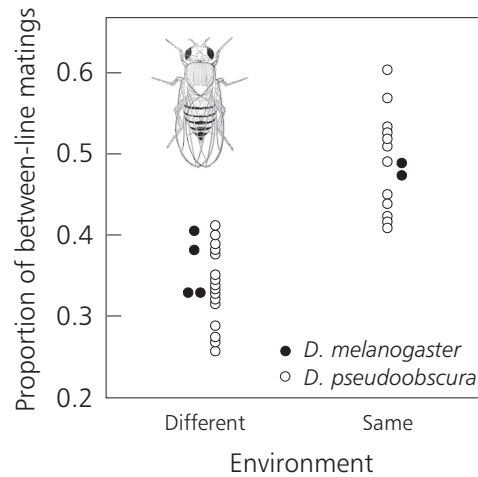 Proportion of between-line matings
0.6
0.5
0.4
0.3
0.2
D. melanogaster
D. pseudoobscura
Different
Same
Environment